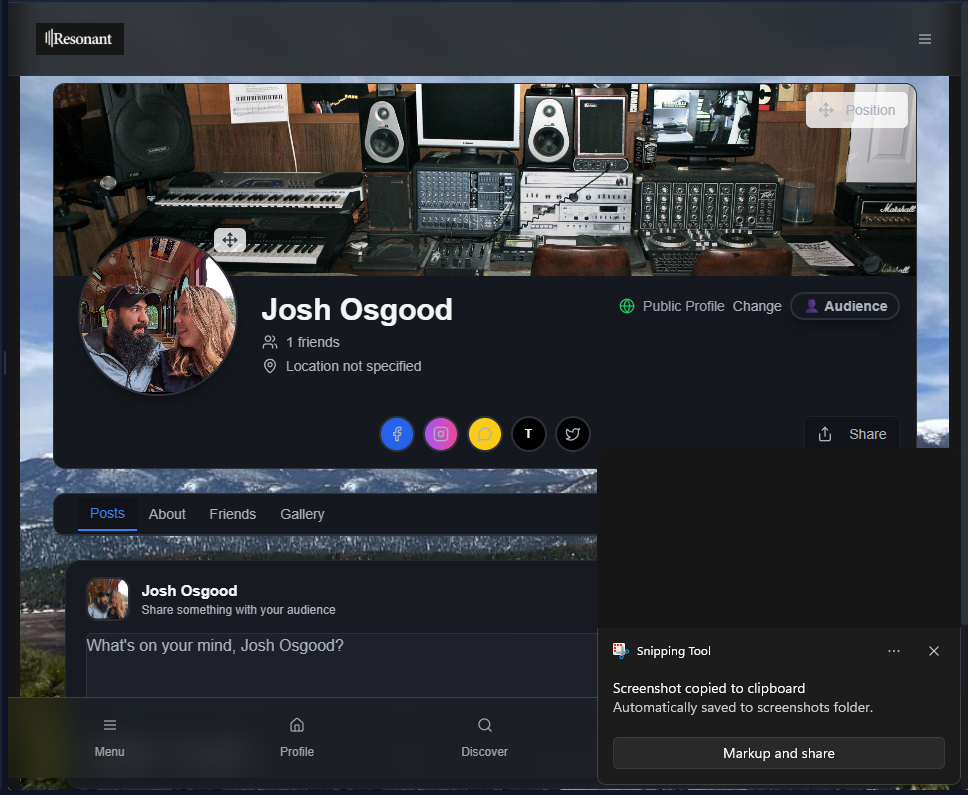 Resonant
Position
Marshall
Josh Osgood
1 friends
Location not specified
Public Profile Change Audience
T
Share
Posts About Friends Gallery
Josh Osgood
Share something with your audience
What's on your mind, Josh Osgood?
Menu Profile Discover
Snipping Tool
Screenshot copied to clipboard
Automatically saved to screenshots folder.
Markup and share